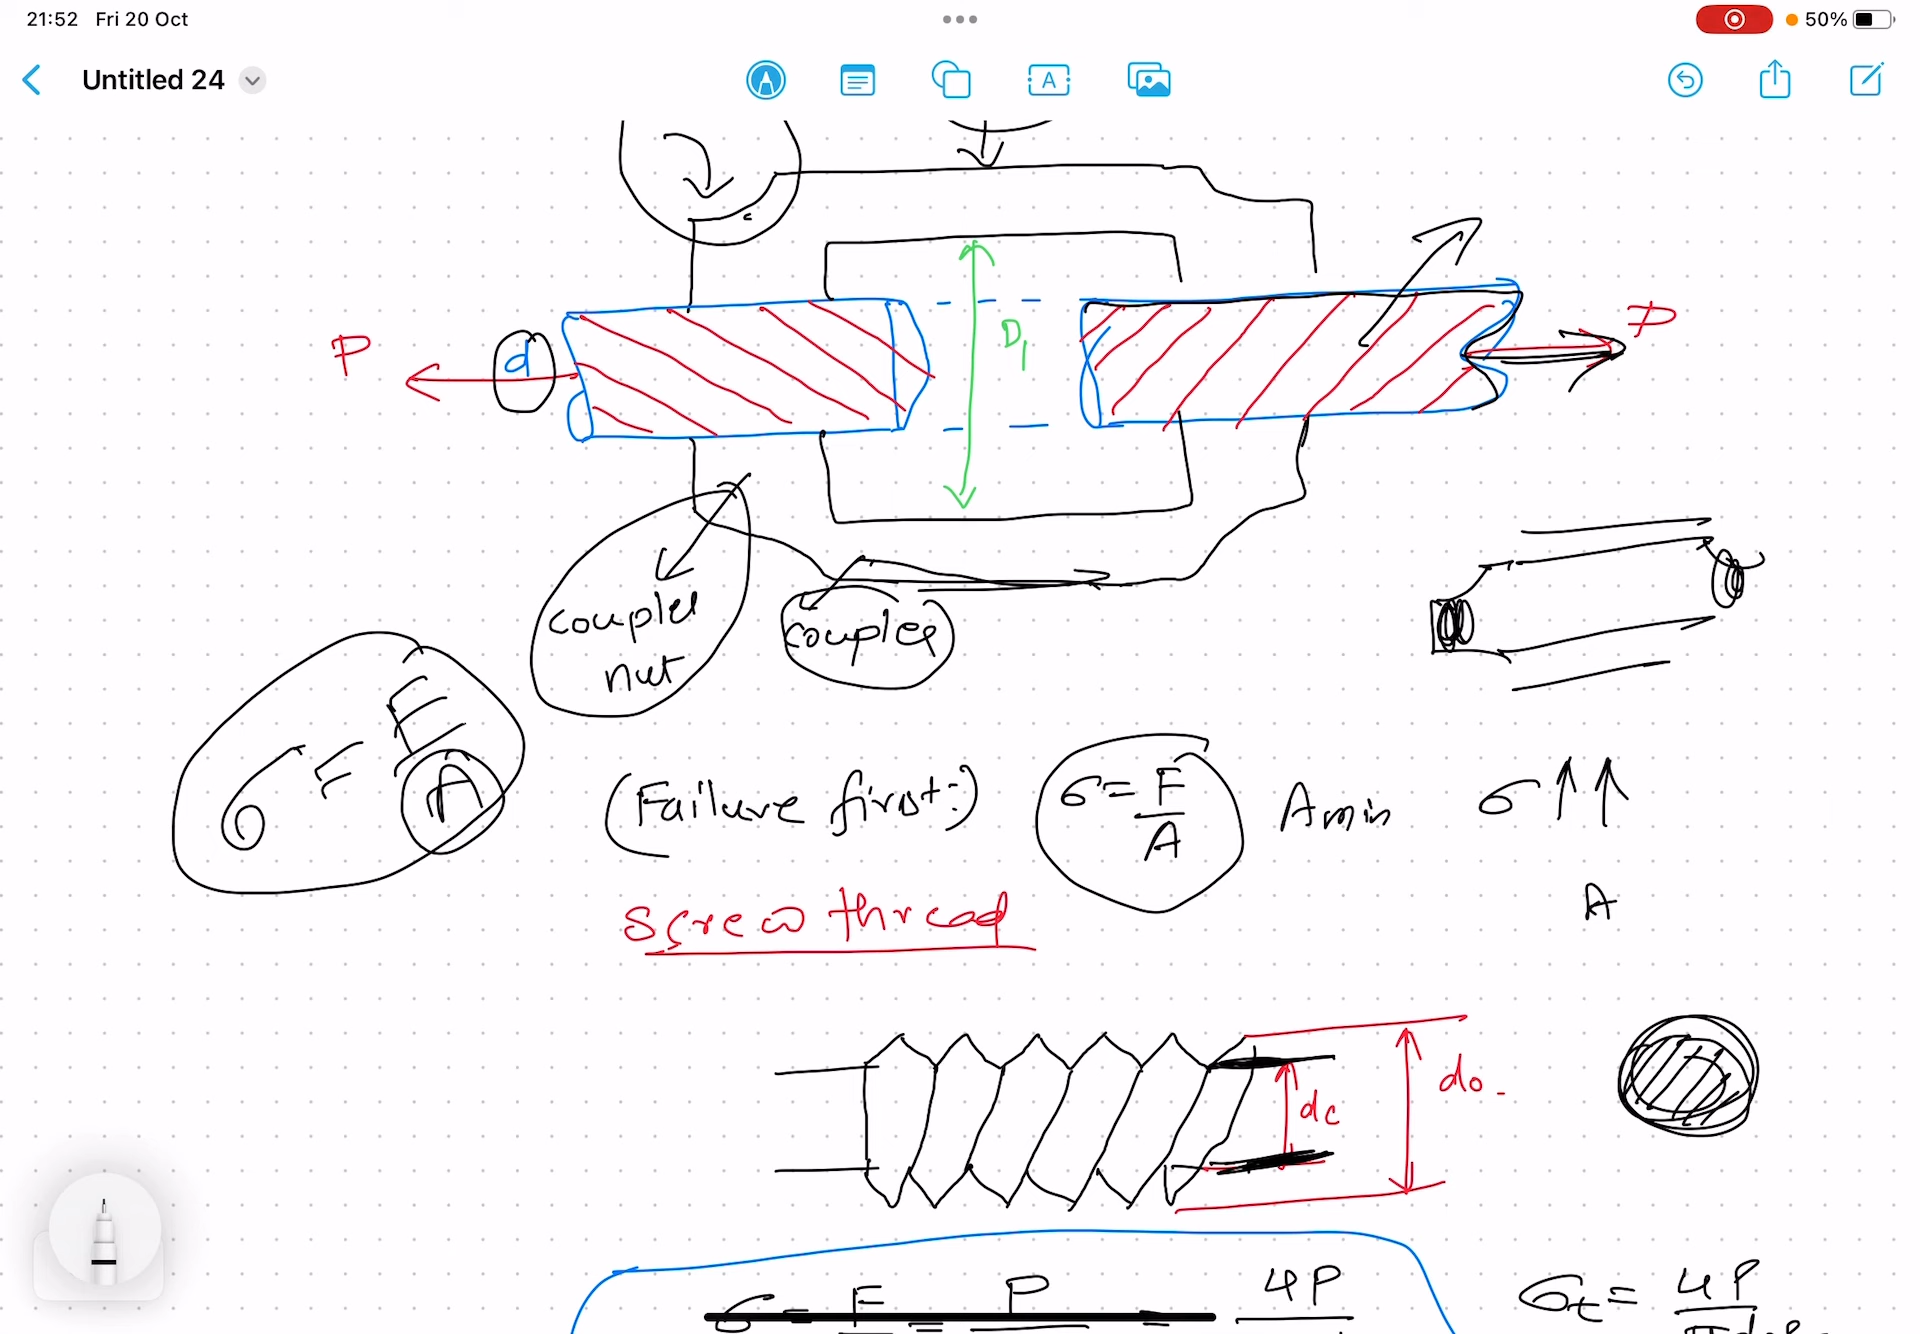 21:52 Fri 20 Oct
50%
Untitled 24
A
P
d
D₁
P
coupler
nut
coupler
σ = F/A
(Failure first:)
σ = F/A
A min
σ ↑↑
A
Screw thread
dc
do -
σ = F = P = 4P
σt = 4P